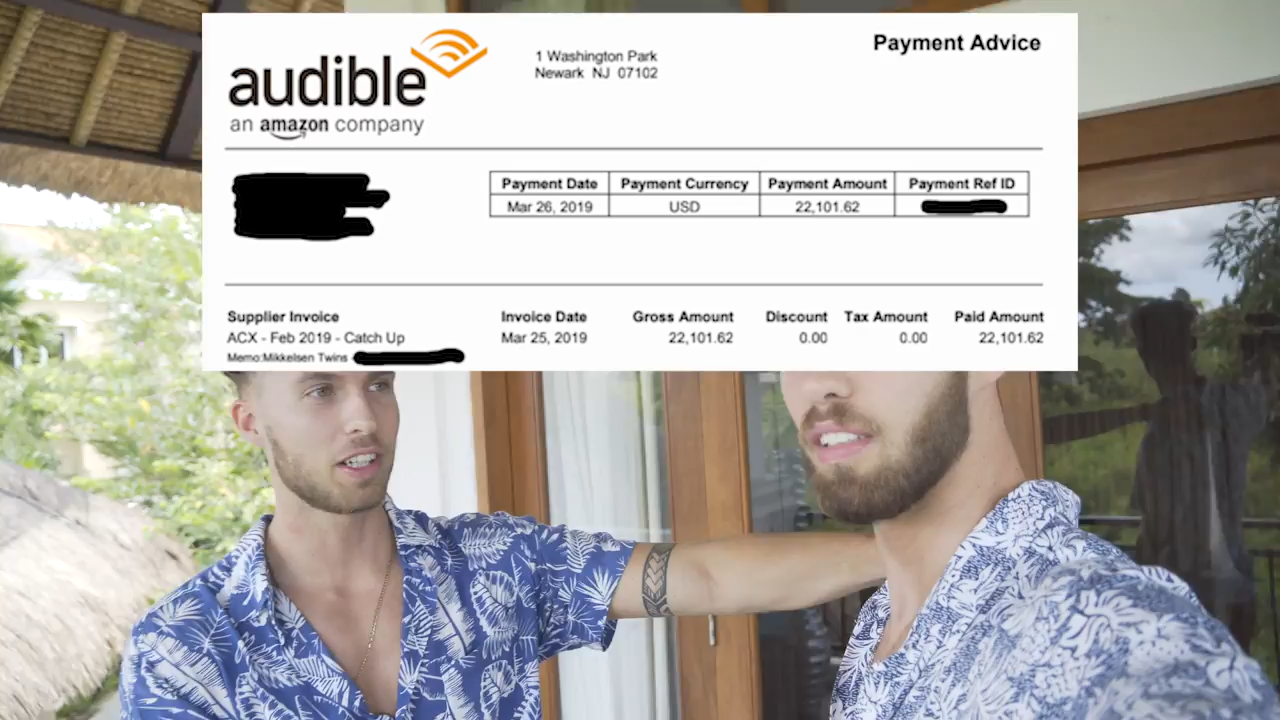 audible
an amazon company
1 Washington Park
Newark NJ 07102
Payment Advice
Payment Date Payment Currency Payment Amount Payment Ref ID
Mar 26, 2019 USD 22,101.62
Supplier Invoice Invoice Date Gross Amount Discount Tax Amount Paid Amount
ACX - Feb 2019 - Catch Up Mar 25, 2019 22,101.62 0.00 0.00 22,101.62
Memo:Mikkelsen Twins -